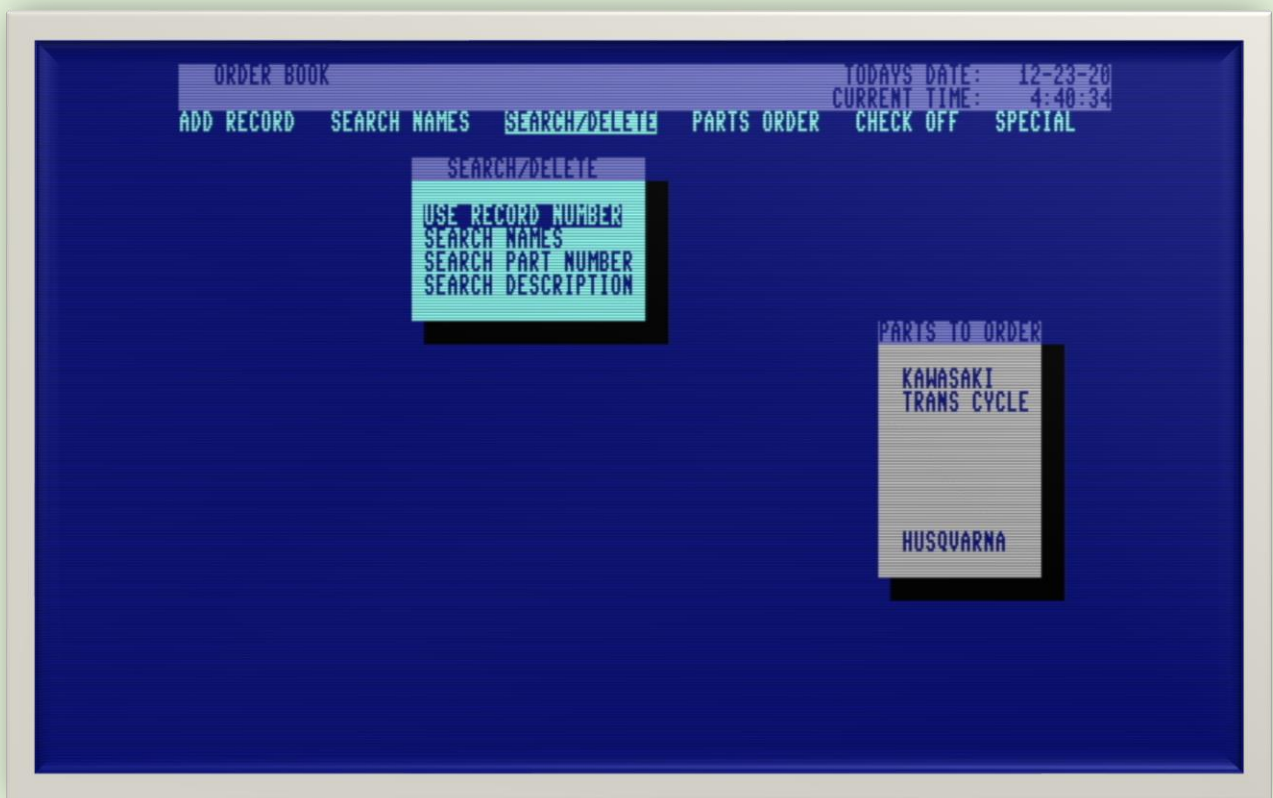 ORDER BOOK TODAYS DATE: 12-23-20
CURRENT TIME: 4:40:34
ADD RECORD SEARCH NAMES SEARCH/DELETE PARTS ORDER CHECK OFF SPECIAL
SEARCH/DELETE
USE RECORD NUMBER
SEARCH NAMES
SEARCH PART NUMBER
SEARCH DESCRIPTION
PARTS TO ORDER
KAWASAKI
TRANS CYCLE
HUSQVARNA